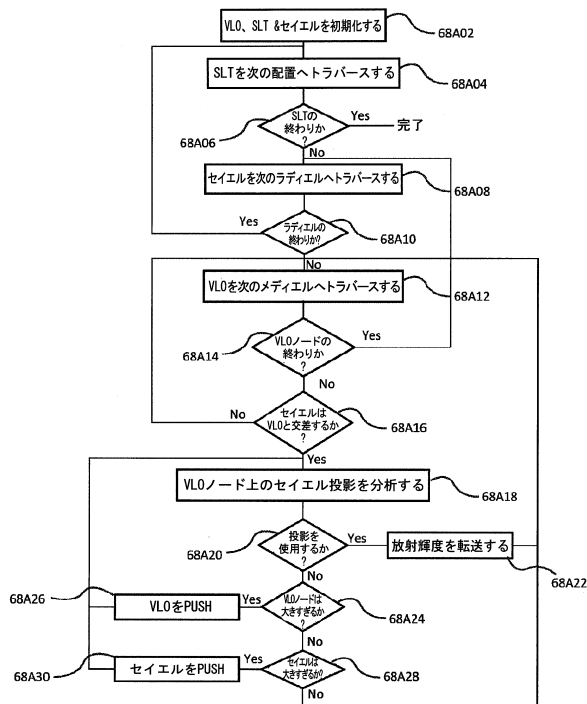 VLO、SLT &セイエルを初期化する
68A02
SLTを次の配置へトラバースする
68A04
SLTの
終わりか
?
Yes
完了
68A06
No
セイエルを次のラディエルへトラバースする
68A08
Yes
ラディエルの
終わりか?
68A10
No
VLOを次のメディエルへトラバースする
68A12
VLOノードの
終わりか
?
Yes
68A14
No
セイエルは
VLOと交差するか
?
No
68A16
Yes
VLOノード上のセイエル投影を分析する
68A18
投影を
使用するか
?
Yes
放射輝度を転送する
68A20
68A22
No
68A26
VLOをPUSH
Yes
VLOノードは
大きすぎるか
?
68A24
No
セイエルをPUSH
Yes
セイエルは
大きすぎるか?
68A28
68A30
No